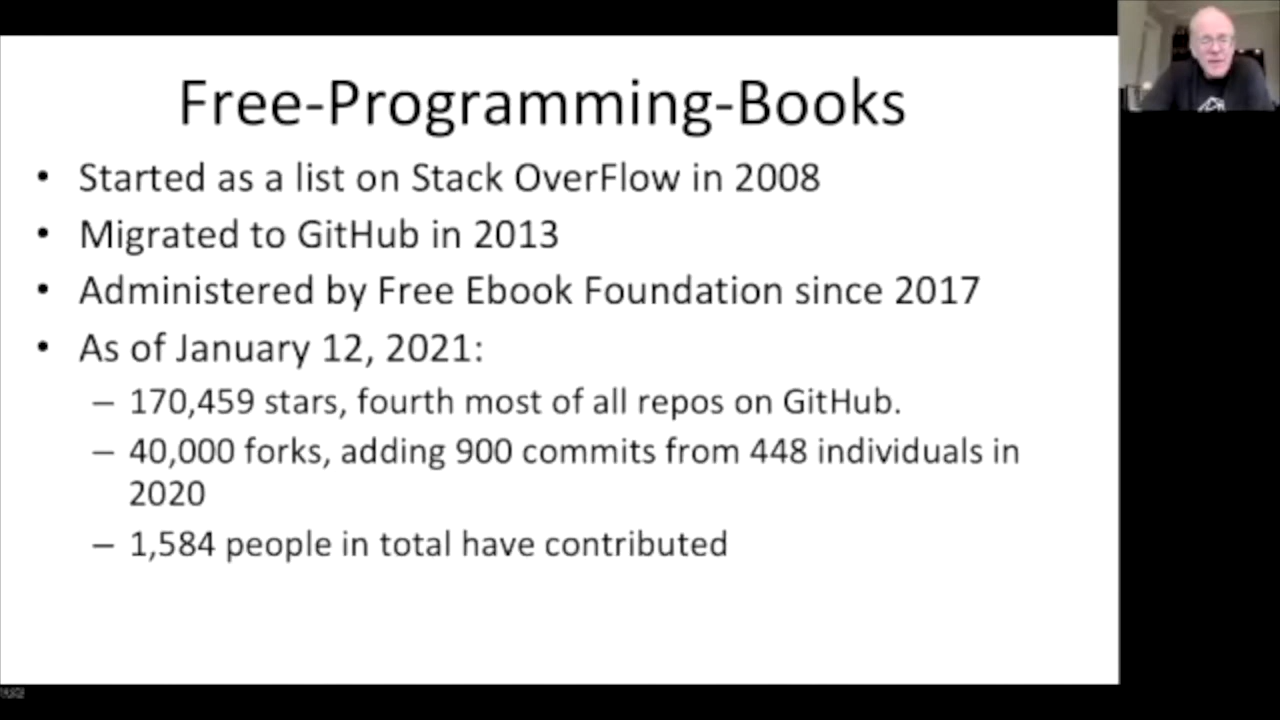 Free-Programming-Books
• Started as a list on Stack OverFlow in 2008
• Migrated to GitHub in 2013
• Administered by Free Ebook Foundation since 2017
• As of January 12, 2021:
– 170,459 stars, fourth most of all repos on GitHub.
– 40,000 forks, adding 900 commits from 448 individuals in
2020
– 1,584 people in total have contributed